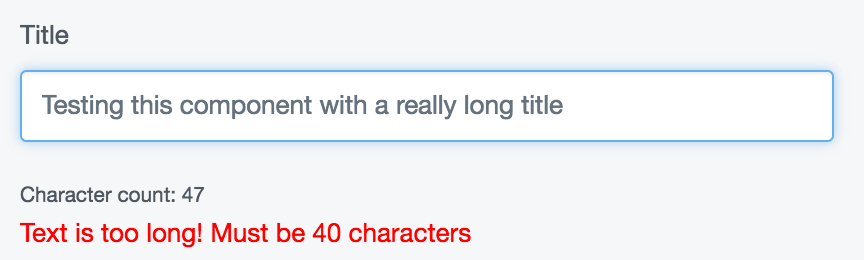 Title
Testing this component with a really long title
Character count: 47
Text is too long! Must be 40 characters